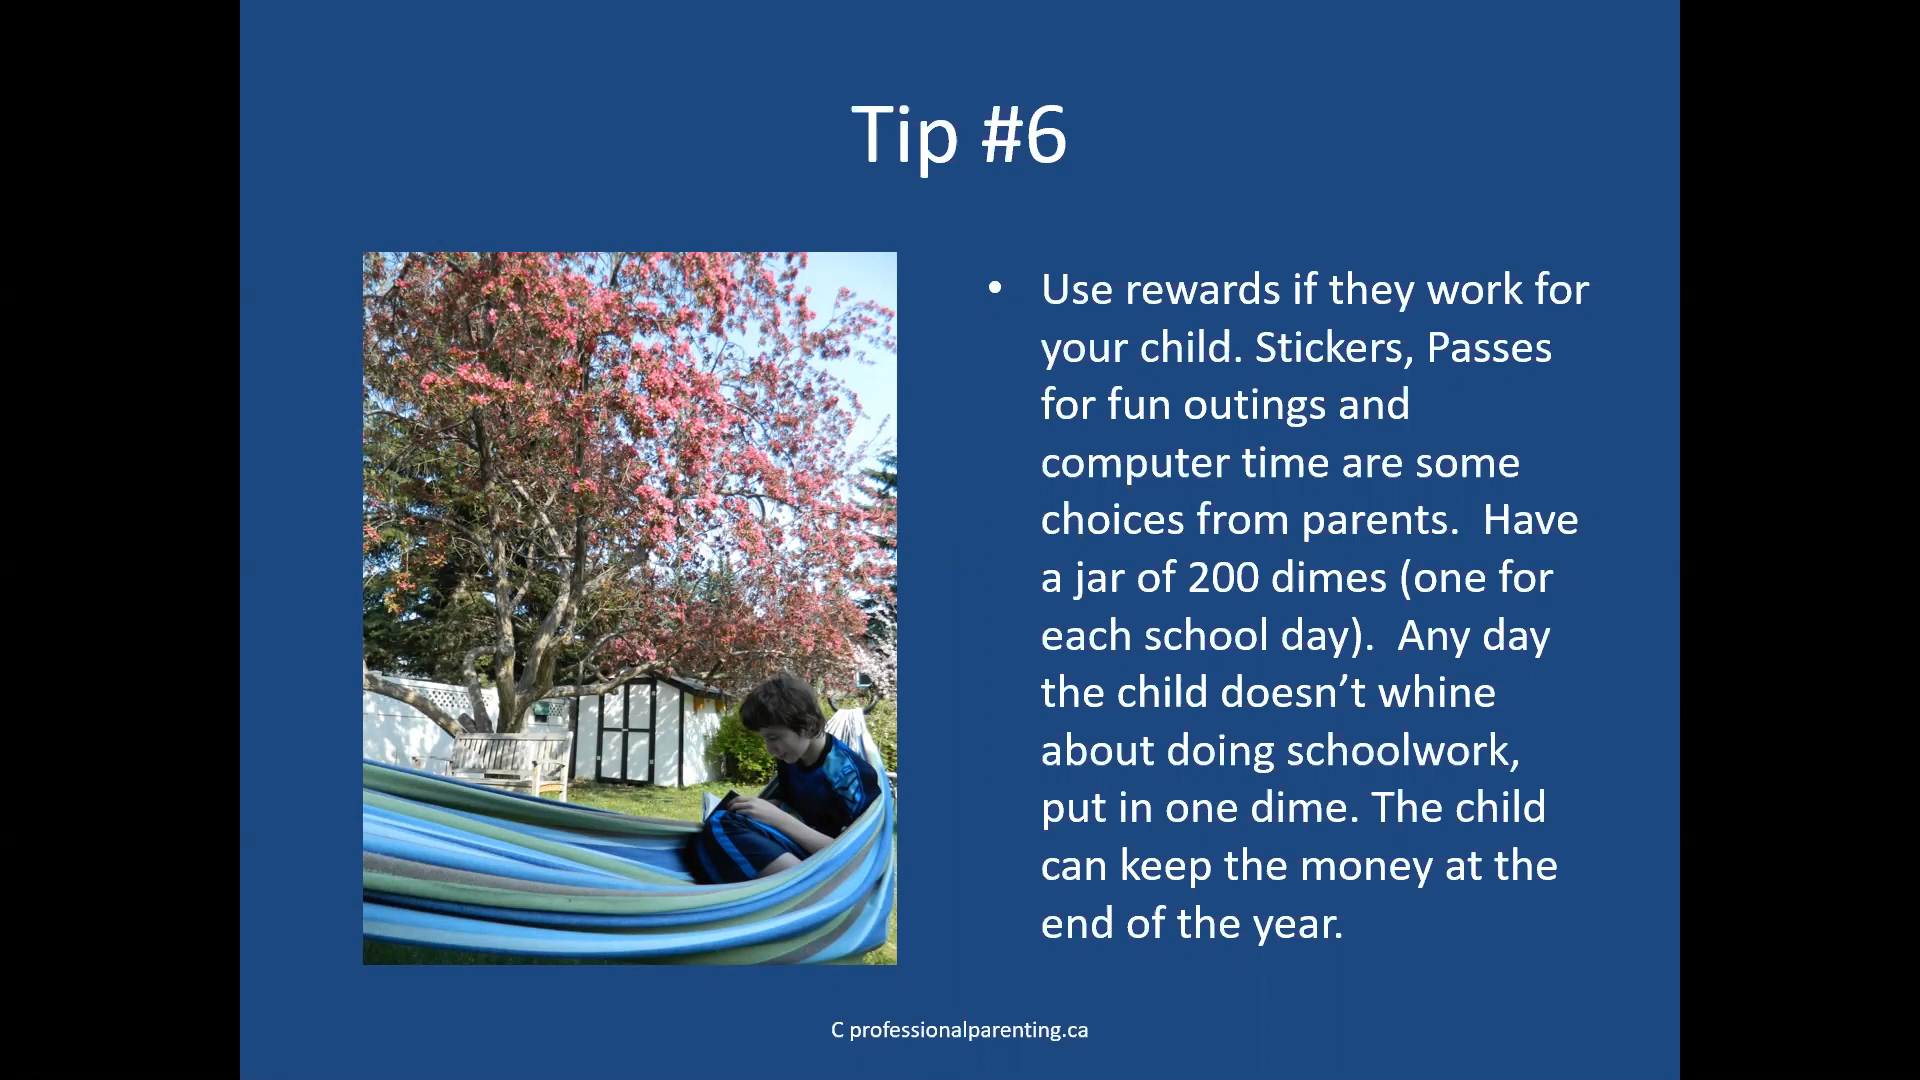 Tip #6
• Use rewards if they work for
your child. Stickers, Passes
for fun outings and
computer time are some
choices from parents.  Have
a jar of 200 dimes (one for
each school day).  Any day
the child doesn’t whine
about doing schoolwork,
put in one dime. The child
can keep the money at the
end of the year.
C professionalparenting.ca